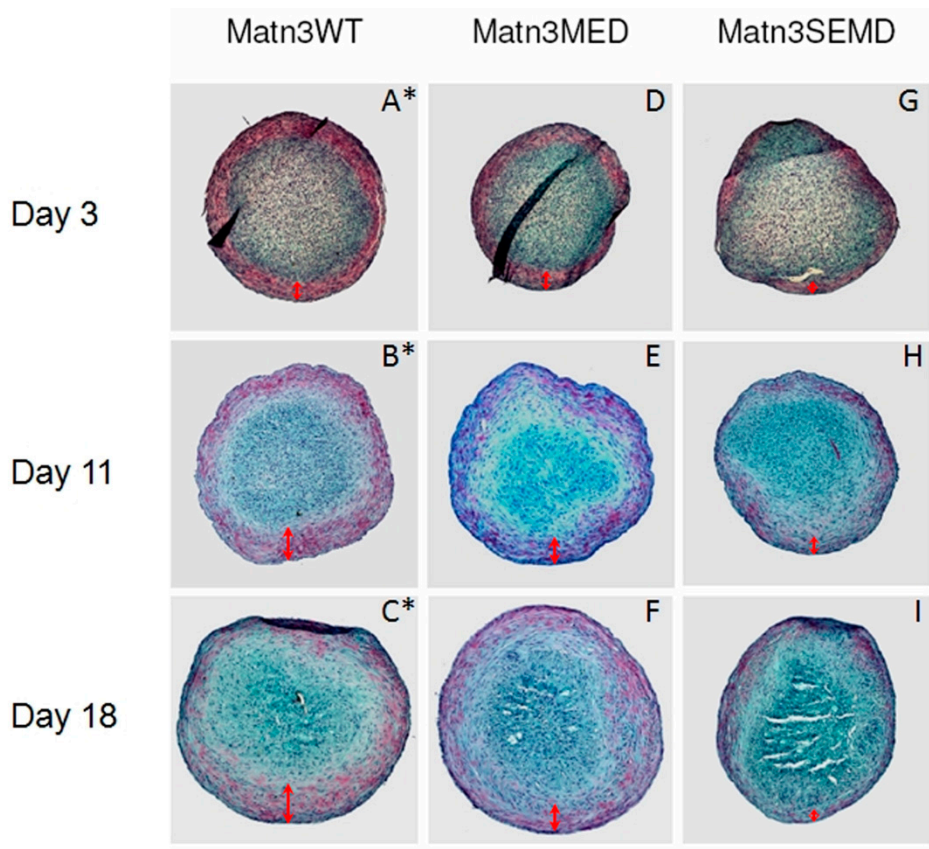 Matn3WT Matn3MED Matn3SEMD
Day 3 A* D G
Day 11 B* E H
Day 18 C* F I